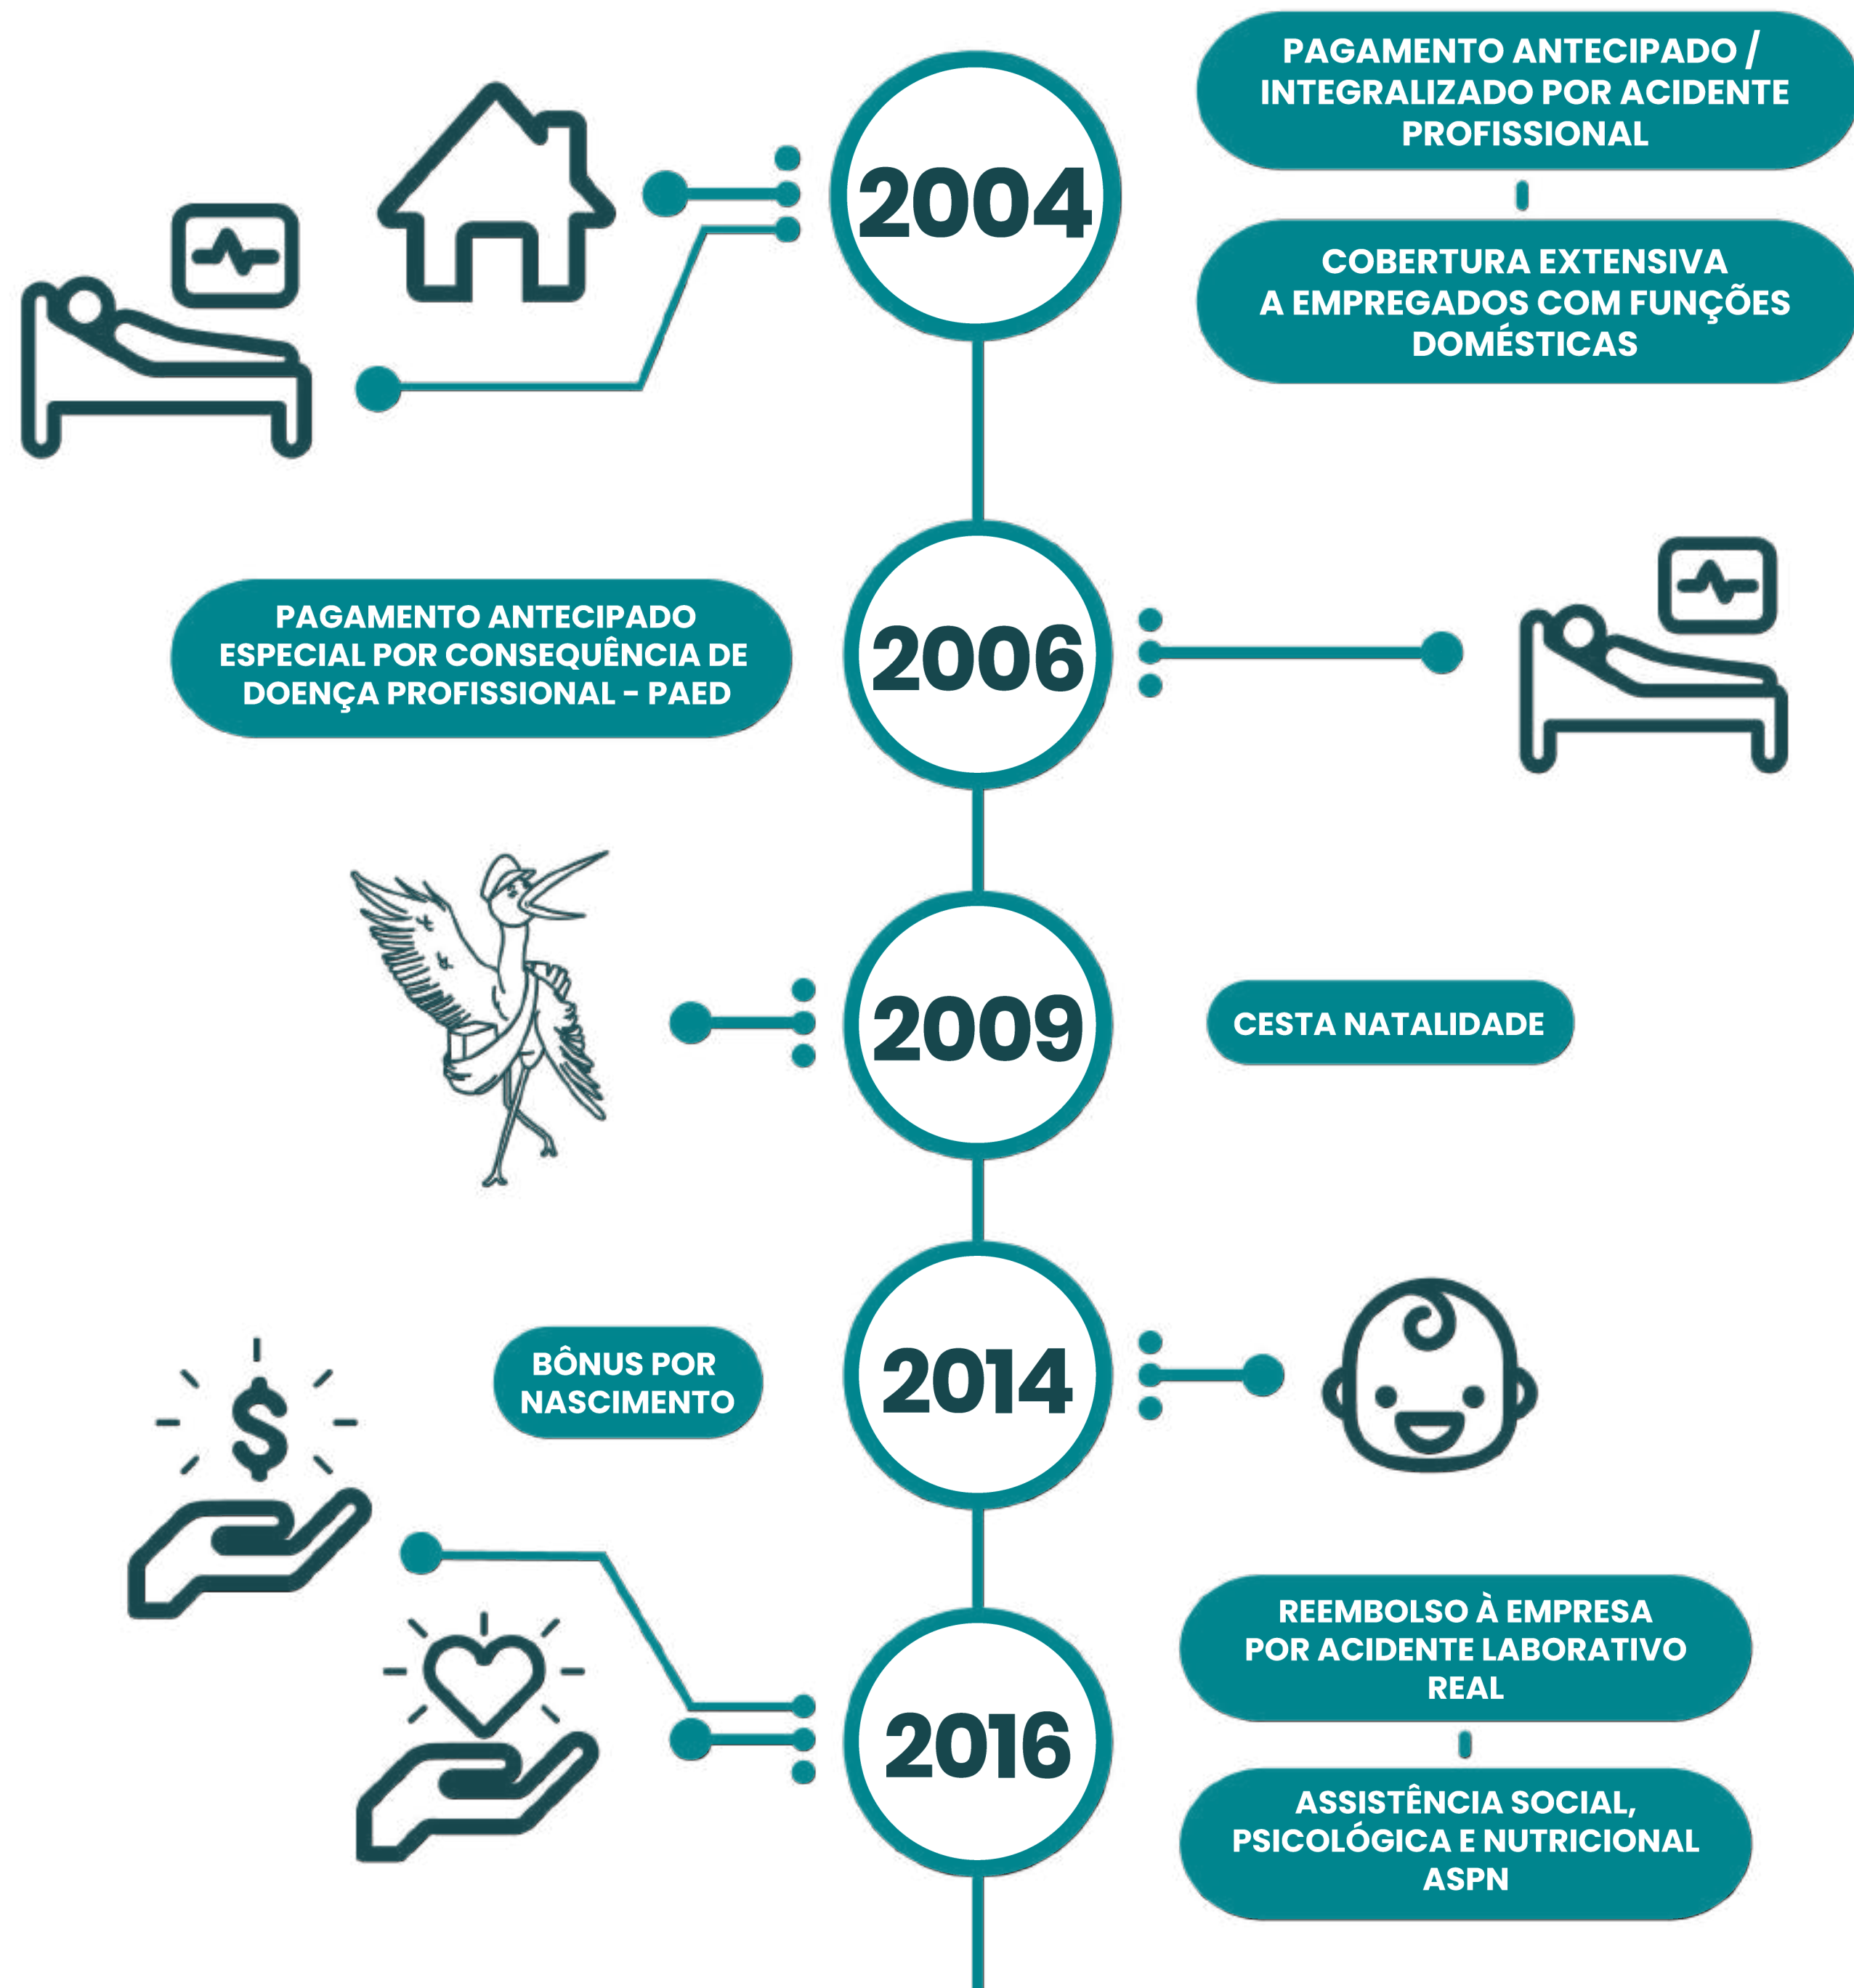 2004
PAGAMENTO ANTECIPADO /
INTEGRALIZADO POR ACIDENTE
PROFISSIONAL
COBERTURA EXTENSIVA
A EMPREGADOS COM FUNÇÕES
DOMÉSTICAS
2006
PAGAMENTO ANTECIPADO
ESPECIAL POR CONSEQUÊNCIA DE
DOENÇA PROFISSIONAL - PAED
2009
CESTA NATALIDADE
2014
BÔNUS POR
NASCIMENTO
$
2016
REEMBOLSO À EMPRESA
POR ACIDENTE LABORATIVO
REAL
ASSISTÊNCIA SOCIAL,
PSICOLÓGICA E NUTRICIONAL
ASPN